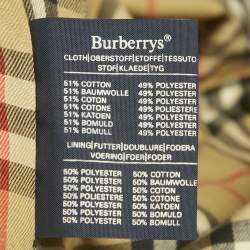 Burberrys®
CLOTH/OBERSTOFF/ETOFFE/TESSUTO
STOF/KLAEDE/TYG
51% COTTON 49% POLYESTER
51% BAUMWOLLE 49% POLYESTER
51% COTON 49% POLYESTER
51% COTONE 49% POLIESTERE
51% KATOEN 49% POLYESTER
51% BOMULD 49% POLYESTER
51% BOMULL 49% POLYESTER
LINING/FUTTER/DOUBLURE/FODERA
VOERING/FOER/FODER
50% POLYESTER 50% COTTON
50% POLYESTER 50% BAUMWOLLE
50% POLYESTER 50% COTON
50% POLIESTERE 50% COTONE
50% POLYESTER 50% KATOEN
50% POLYESTER 50% BOMULD
50% POLYESTER 50% BOMULL